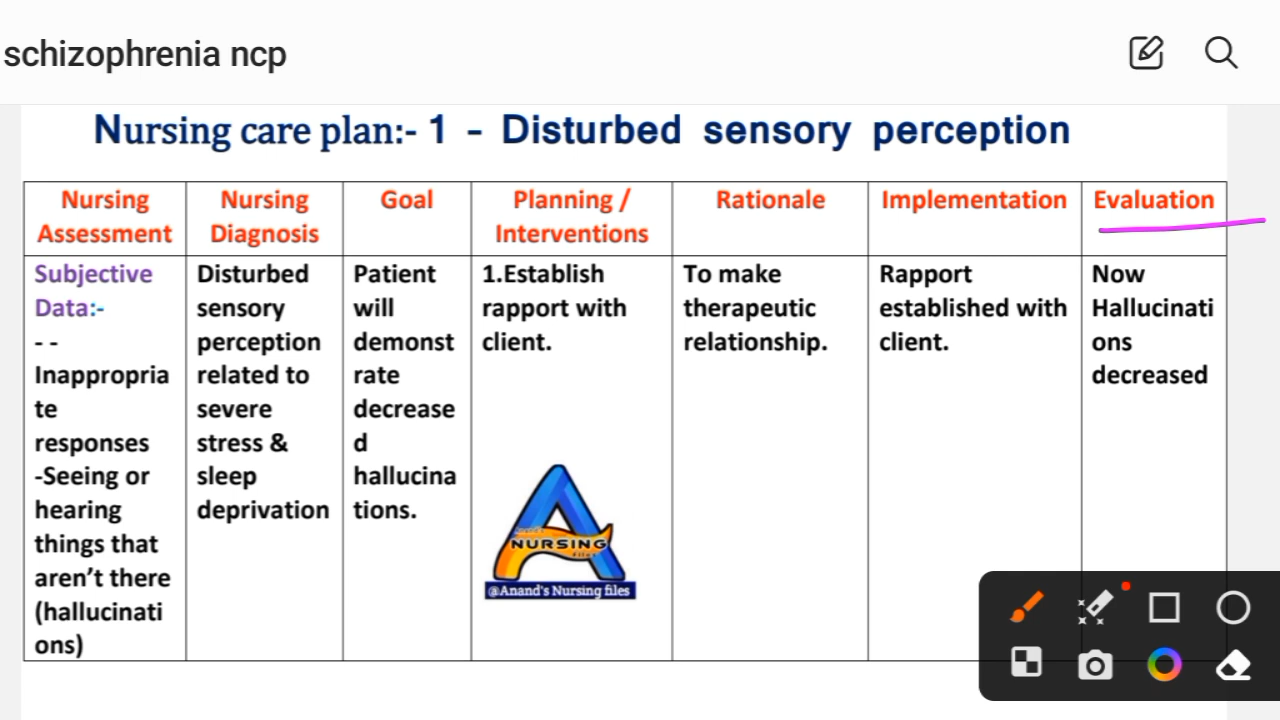 schizophrenia ncp
Nursing care plan:- 1 - Disturbed sensory perception
Nursing
Assessment
Nursing
Diagnosis
Goal
Planning /
Interventions
Rationale
Implementation
Evaluation
Subjective
Data:-
- -
Inappropria
te
responses
-Seeing or
hearing
things that
aren’t there
(hallucinati
ons)
Disturbed
sensory
perception
related to
severe
stress &
sleep
deprivation
Patient
will
demonst
rate
decrease
d
hallucina
tions.
1.Establish
rapport with
client.
To make
therapeutic
relationship.
Rapport
established with
client.
Now
Hallucinati
ons
decreased
Anand's
NURSING
files
@Anand's Nursing files